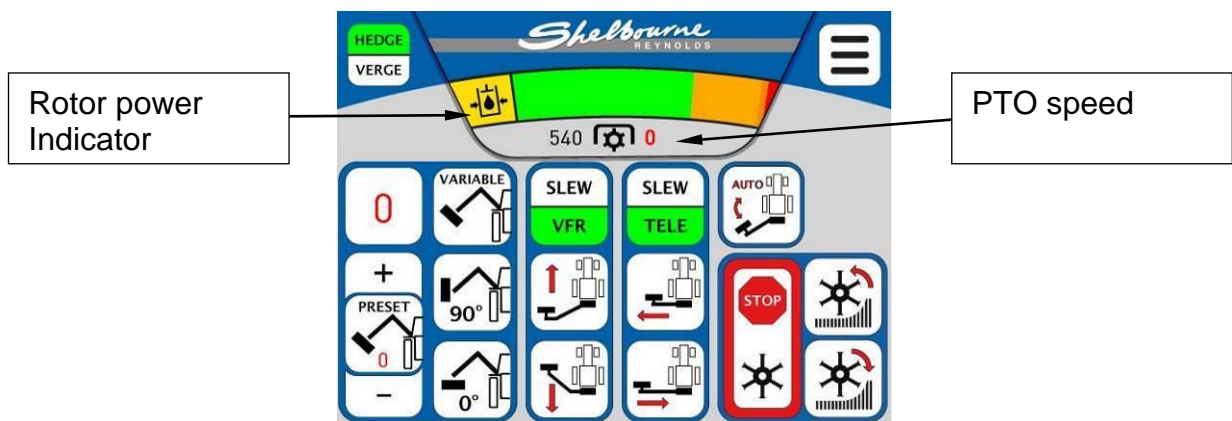 HEDGE
VERGE
Shelbourne
REYNOLDS
Rotor power
Indicator
PTO speed
540 0
0
VARIABLE
SLEW
VFR
SLEW
TELE
AUTO
+
PRESET
0
-
90°
0°
STOP